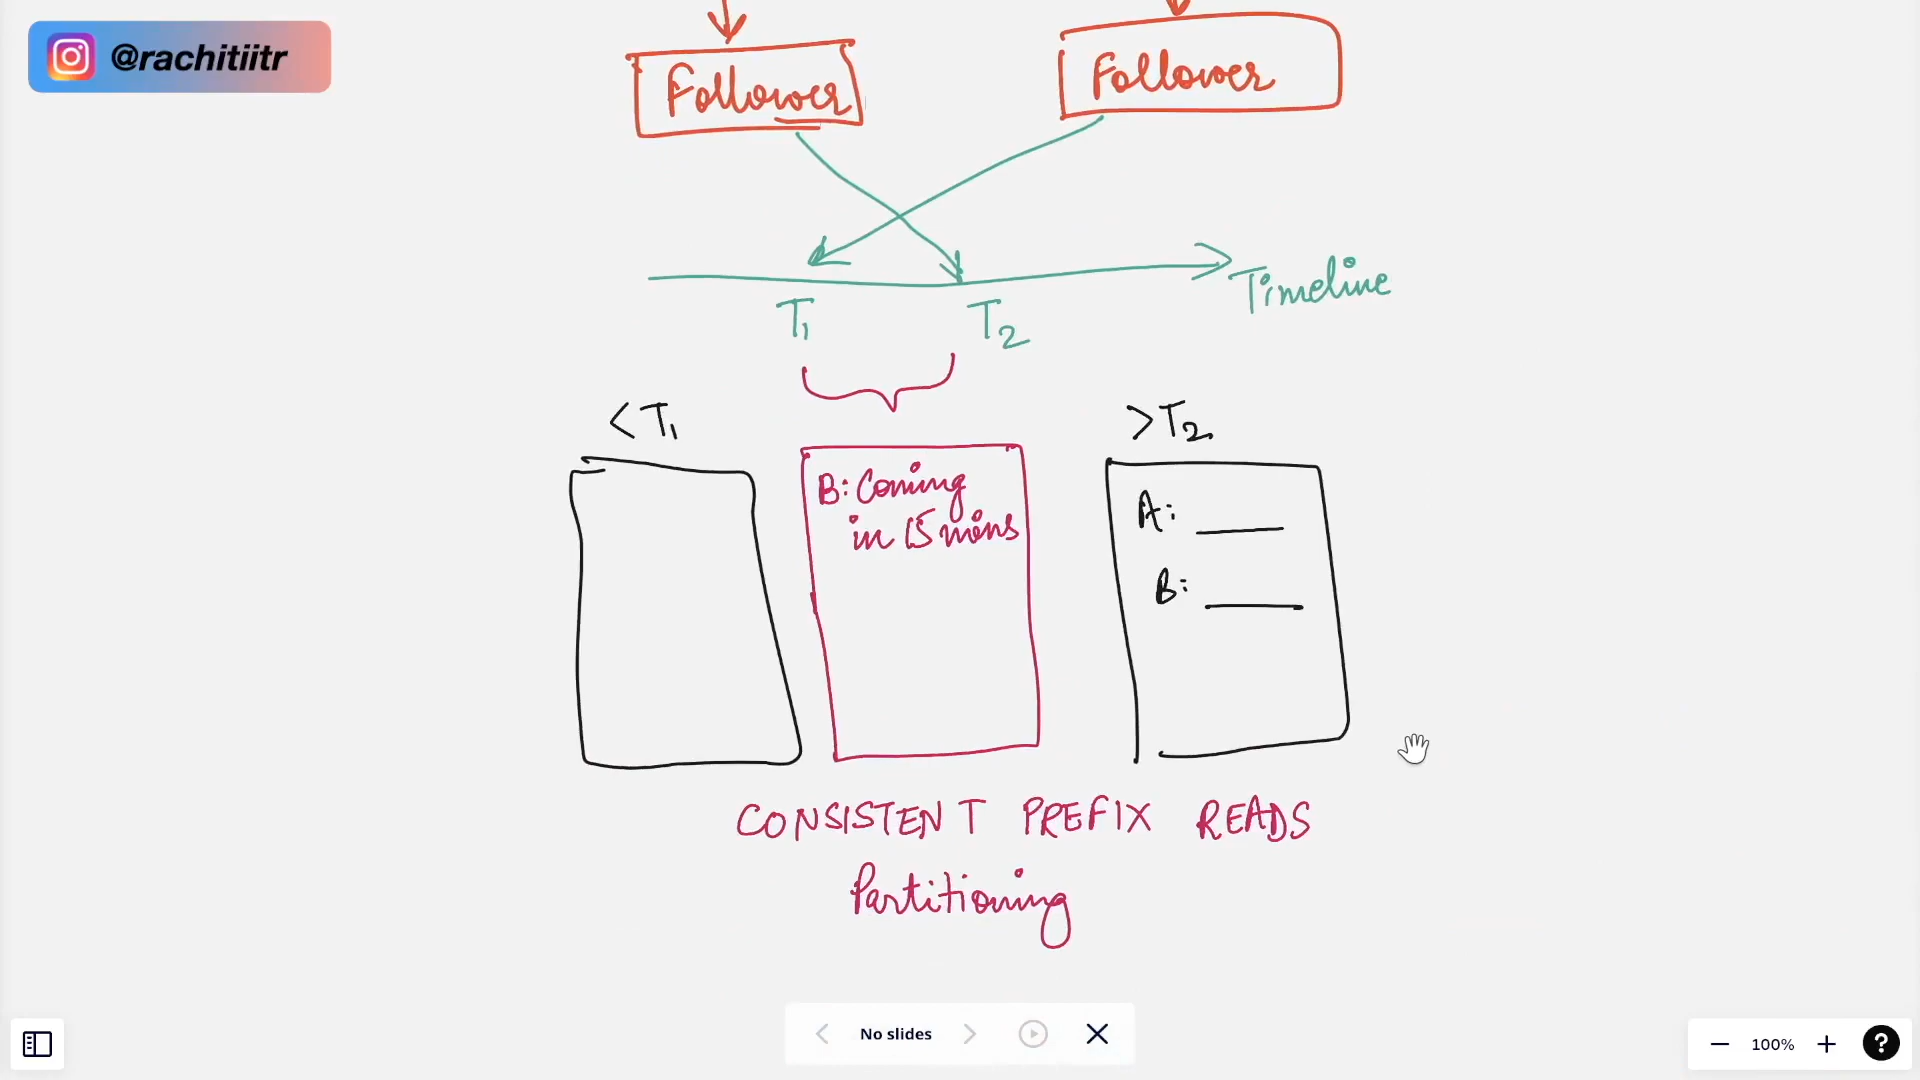 @rachitiitr
Follower
Follower
Timeline
T1
T2
< T1
> T2
B: Coming
in 15 mins
A:
B:
CONSISTENT PREFIX READS
Partitioning
No slides
100%
?